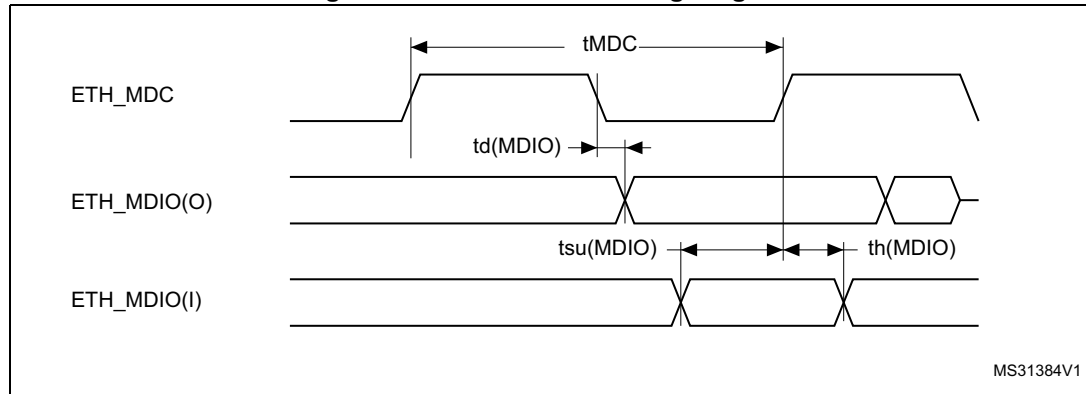 tMDC
ETH_MDC
td(MDIO)
ETH_MDIO(O)
tsu(MDIO) th(MDIO)
ETH_MDIO(I)
MS31384V1